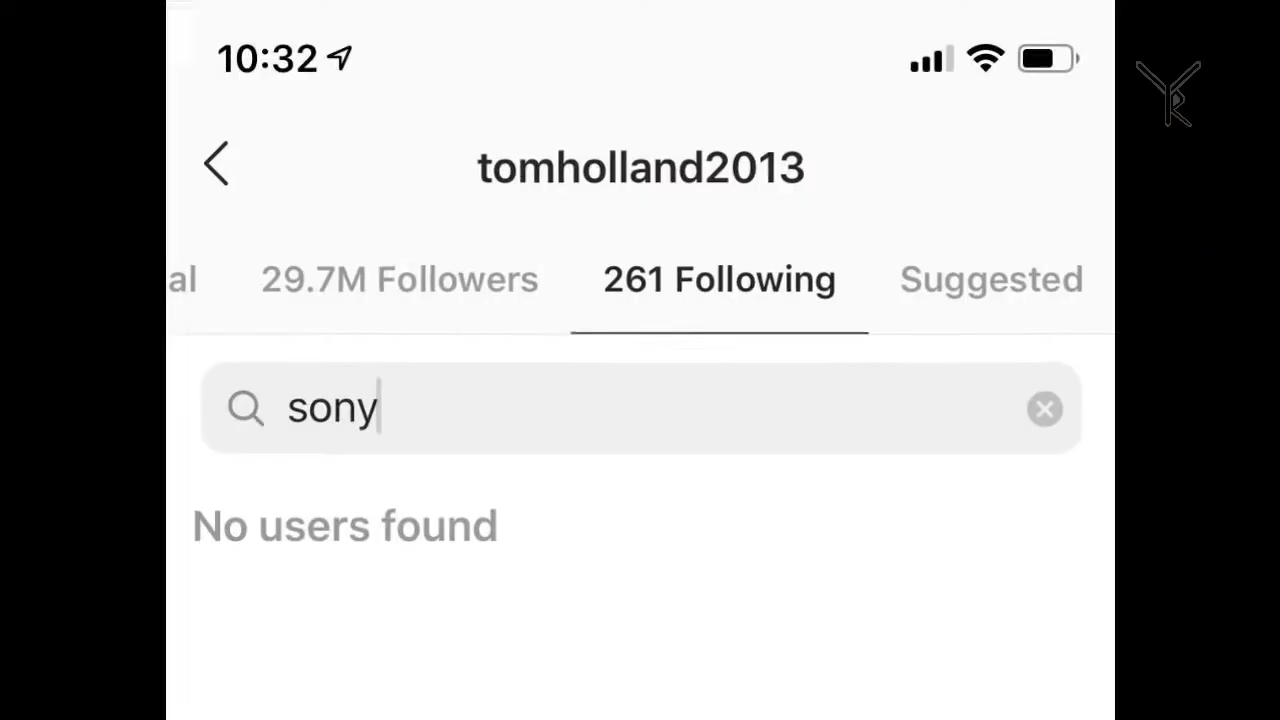 10:32
tomholland2013
al 29.7M Followers 261 Following Suggested
sony
No users found